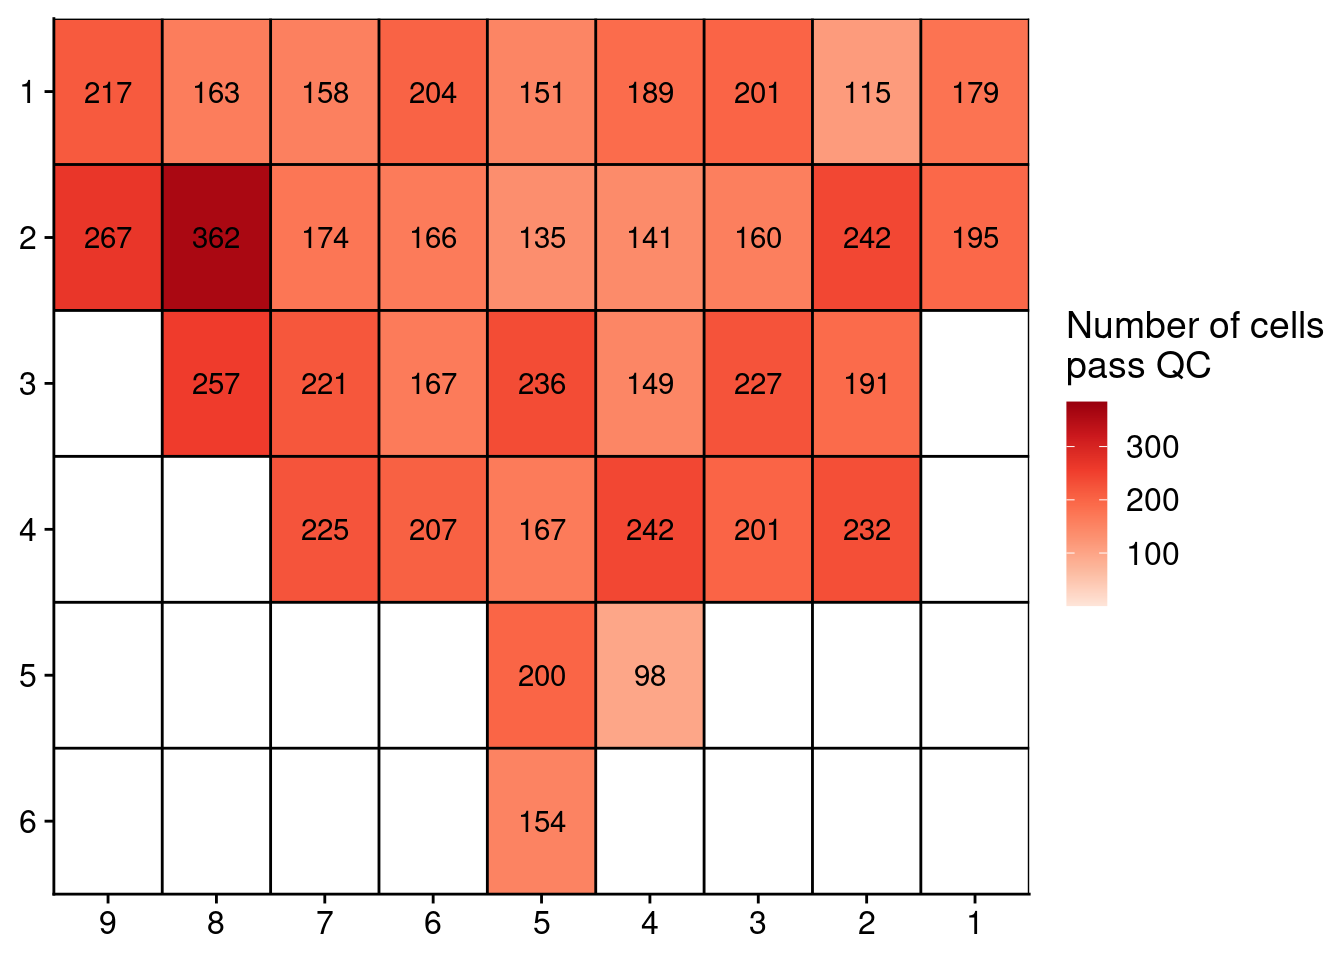 1 217 163 158 204 151 189 201 115 179
2 267 362 174 166 135 141 160 242 195
3 257 221 167 236 149 227 191
4 225 207 167 242 201 232
5 200 98
6 154
9 8 7 6 5 4 3 2 1
Number of cells
pass QC
300
200
100